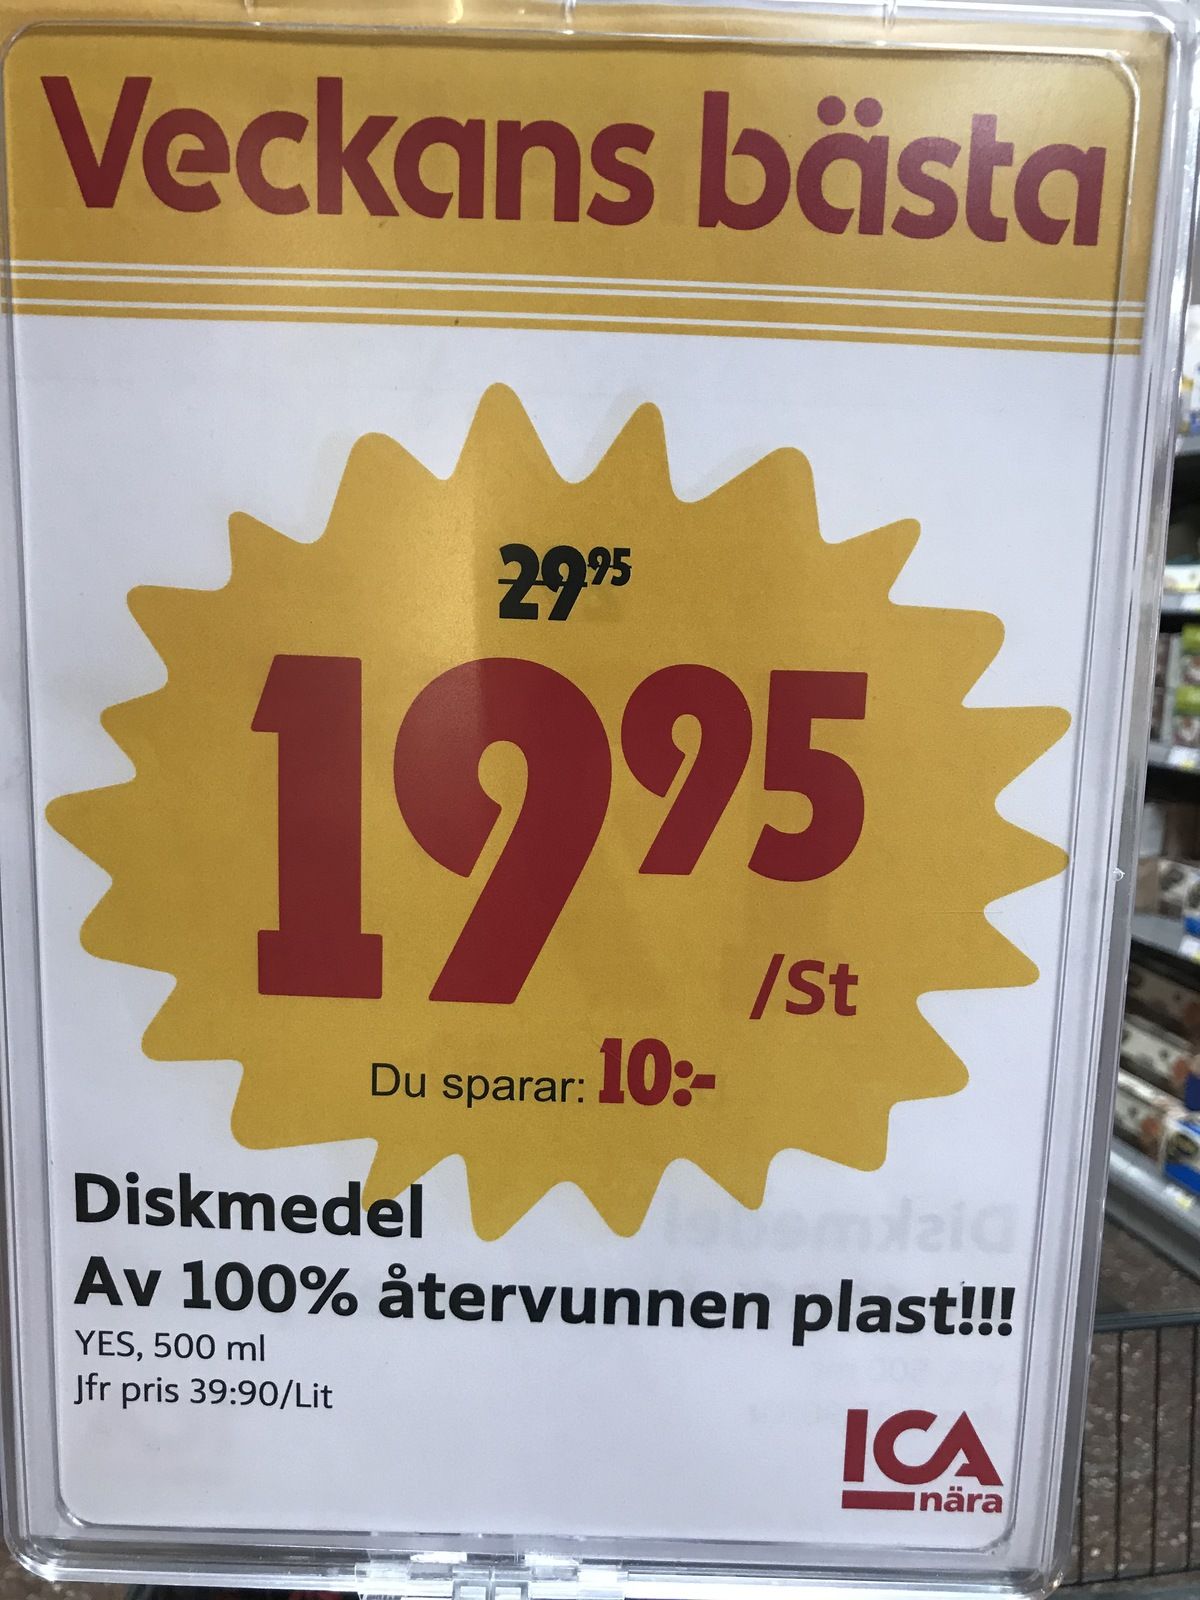 Veckans bästa
29 95
19 95
/St
Du sparar: 10:-
Diskmedel
Av 100% återvunnen plast!!!
YES, 500 ml
Jfr pris 39:90/Lit
ICA
nära